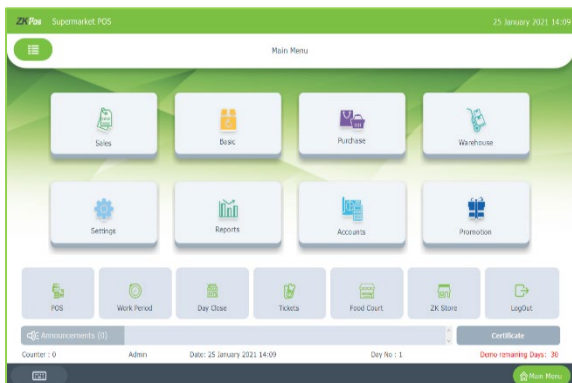 ZKPos Supermarket POS 25 January 2021 14:09
Main Menu
Sales Basic Purchase Warehouse
Settings Reports Accounts Promotion
POS Work Period Day Close Tickets Food Court ZK Store LogOut
Announcements (0) Certificate
Counter : 0 Admin Date: 25 January 2021 14:09 Day No : 1 Demo remaning Days: 30
Main Menu